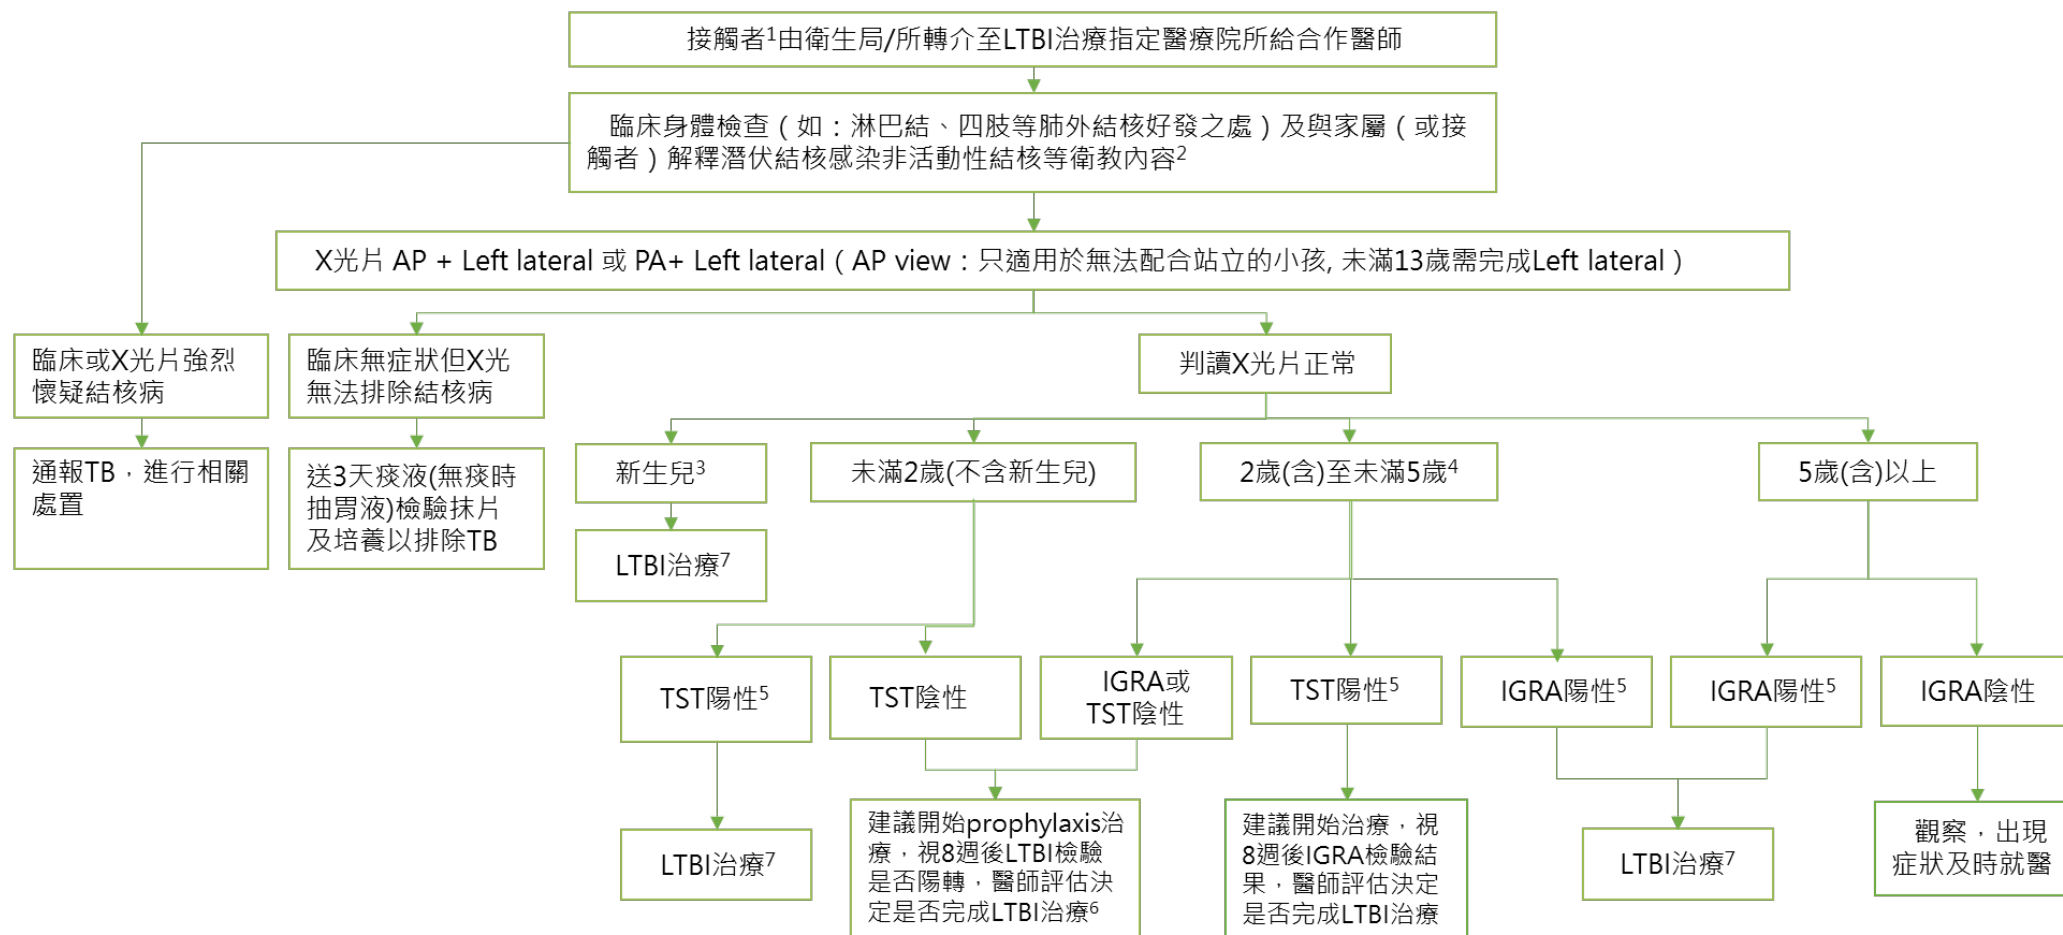 接觸者1由衛生局/所轉介至LTBI治療指定醫療院所給合作醫師
臨床身體檢查（如：淋巴結、四肢等肺外結核好發之處）及與家屬（或接
觸者）解釋潛伏結核感染非活動性結核等衛教內容2
X光片 AP + Left lateral 或 PA+ Left lateral（AP view：只適用於無法配合站立的小孩, 未滿13歲需完成Left lateral）
臨床或X光片強烈
懷疑結核病
臨床無症狀但X光
無法排除結核病
判讀X光片正常
通報TB，進行相關
處置
送3天痰液(無痰時
抽胃液)檢驗抹片
及培養以排除TB
新生兒3
未滿2歲(不含新生兒)
2歲(含)至未滿5歲4
5歲(含)以上
LTBI治療7
TST陽性5
TST陰性
IGRA或
TST陰性
TST陽性5
IGRA陽性5
IGRA陽性5
IGRA陰性
LTBI治療7
建議開始prophylaxis治
療，視8週後LTBI檢驗
是否陽轉，醫師評估決
定是否完成LTBI治療6
建議開始治療，視
8週後IGRA檢驗結
果，醫師評估決定
是否完成LTBI治療
LTBI治療7
觀察，出現
症狀及時就醫